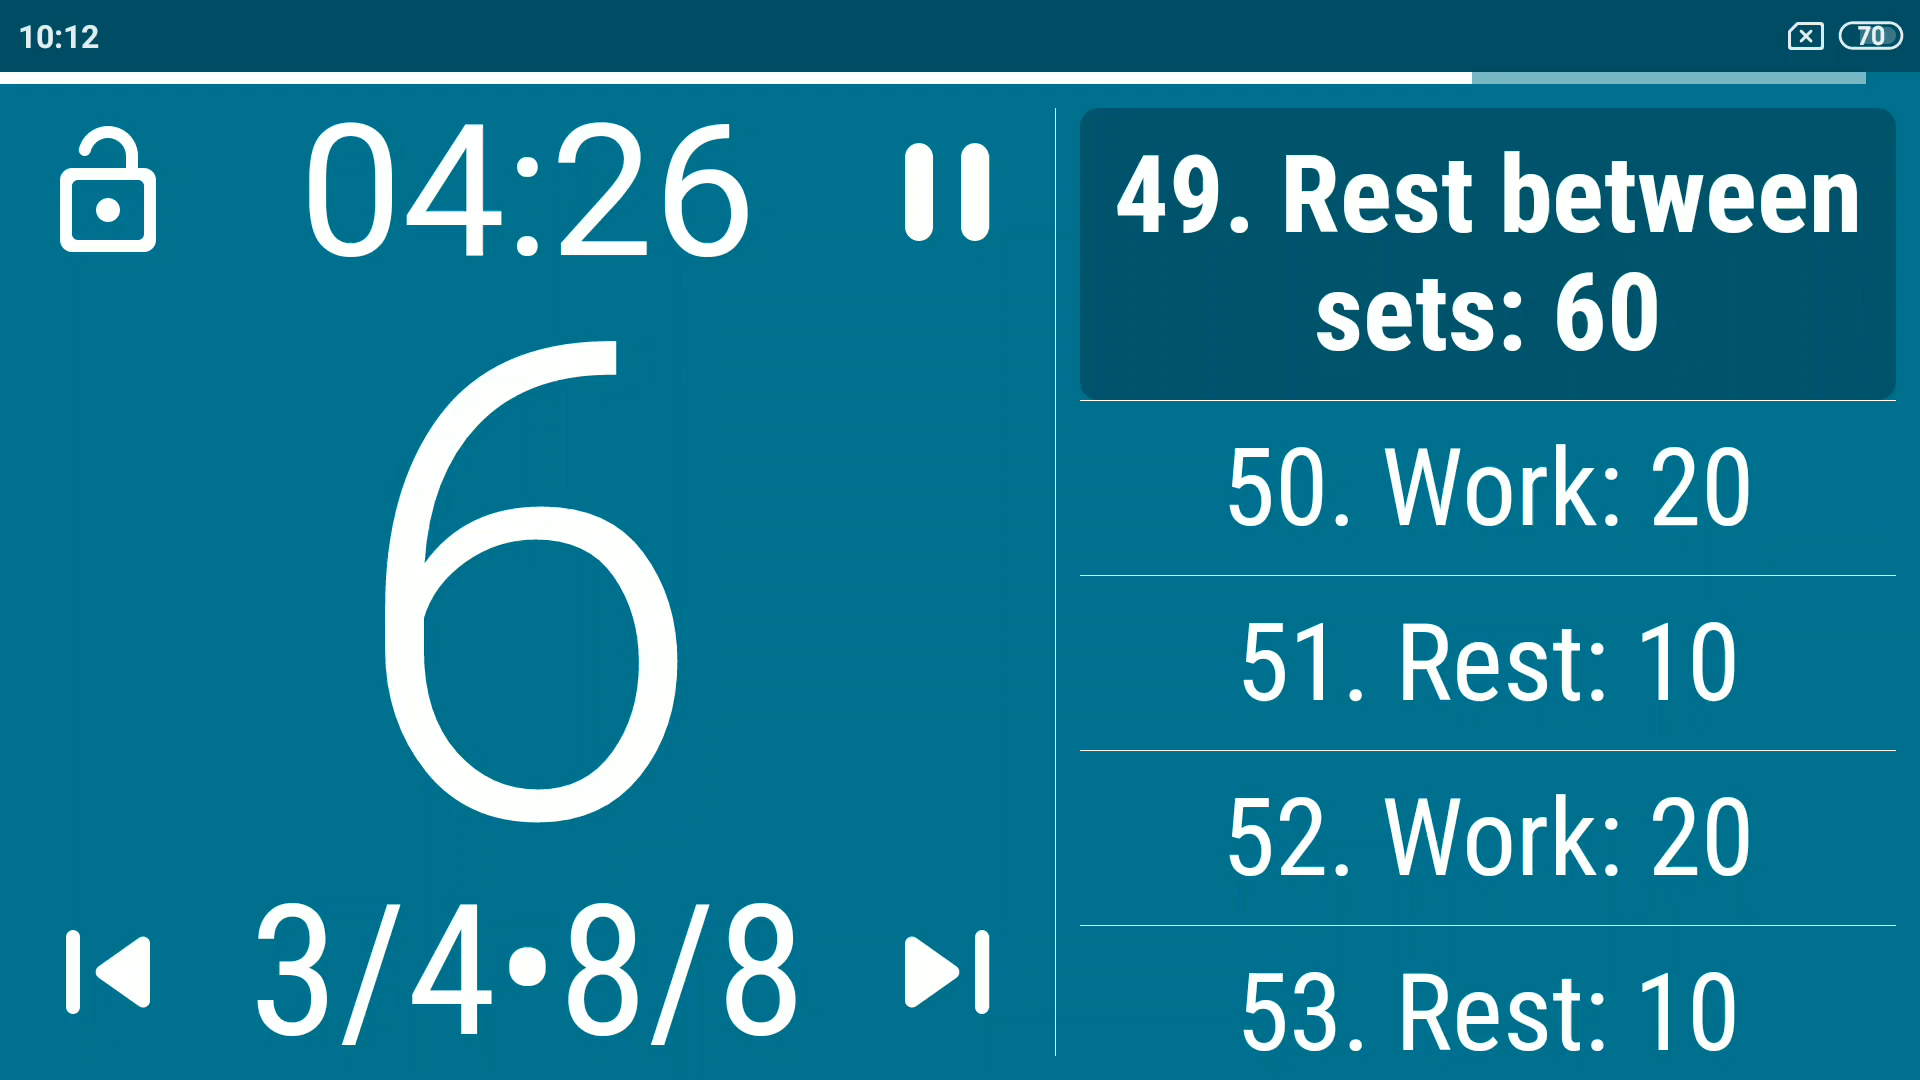 10:12
70
04:26
6
3/4•8/8
49. Rest between
sets: 60
50. Work: 20
51. Rest: 10
52. Work: 20
53. Rest: 10